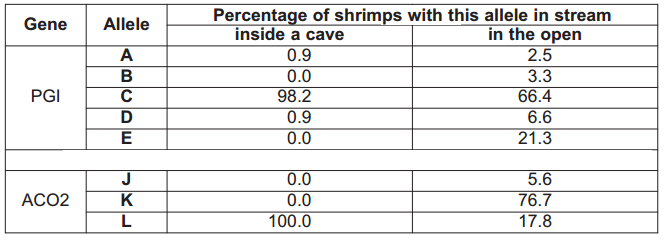 Gene Allele Percentage of shrimps with this allele in stream
inside a cave in the open
PGI A 0.9 2.5
B 0.0 3.3
C 98.2 66.4
D 0.9 6.6
E 0.0 21.3
ACO2 J 0.0 5.6
K 0.0 76.7
L 100.0 17.8